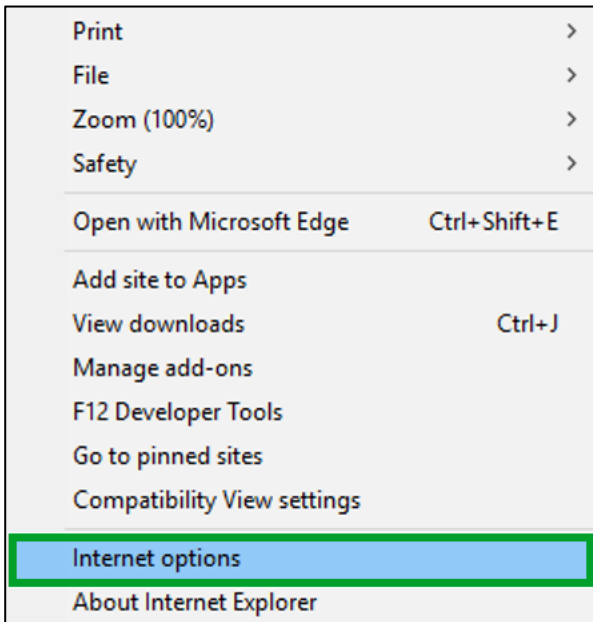 Print
File
Zoom (100%)
Safety
Open with Microsoft Edge Ctrl+Shift+E
Add site to Apps
View downloads Ctrl+J
Manage add-ons
F12 Developer Tools
Go to pinned sites
Compatibility View settings
Internet options
About Internet Explorer